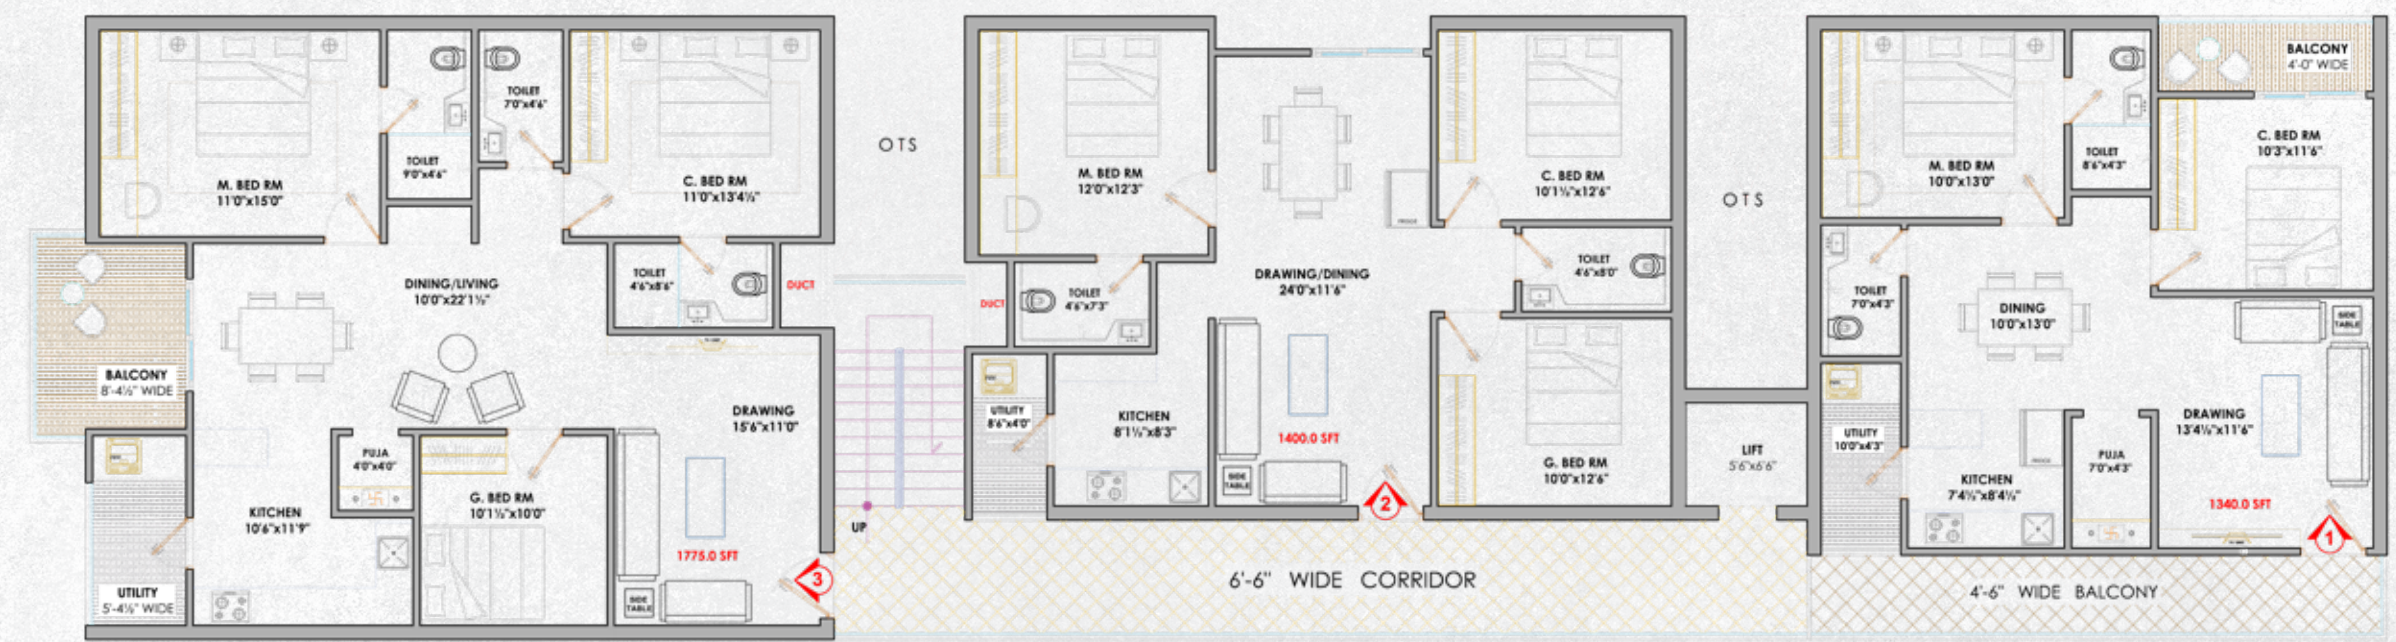 M. BED RM
11'0"x15'0"
TOILET
9'0"x4'6"
TOILET
7'0"x4'6"
C. BED RM
11'0"x13'4½"
DINING/LIVING
10'0"x22'1½"
TOILET
4'6"x8'6"
DUCT
BALCONY
8'-4½" WIDE
DRAWING
15'6"x11'0"
PUJA
4'0"x4'0"
G. BED RM
10'1½"x10'0"
KITCHEN
10'6"x11'9"
1775.0 SFT
UTILITY
5'-4½" WIDE
SIDE
TABLE
3
OTS
UP
M. BED RM
12'0"x12'3"
C. BED RM
10'1½"x12'6"
FRIDGE
DRAWING/DINING
24'0"x11'6"
TOILET
4'6"x8'0"
DUCT
TOILET
4'6"x7'3"
UTILITY
8'6"x4'0"
KITCHEN
8'1½"x8'3"
1400.0 SFT
SIDE
TABLE
G. BED RM
10'0"x12'6"
2
OTS
LIFT
5'6"x6'6"
6'-6" WIDE CORRIDOR
BALCONY
4'-0" WIDE
M. BED RM
10'0"x13'0"
TOILET
8'6"x4'3"
C. BED RM
10'3"x11'6"
TOILET
7'0"x4'3"
DINING
10'0"x13'0"
SIDE
TABLE
UTILITY
10'0"x4'3"
DRAWING
13'4½"x11'6"
FRIDGE
KITCHEN
7'4½"x8'4½"
PUJA
7'0"x4'3"
1340.0 SFT
1
4'-6" WIDE BALCONY